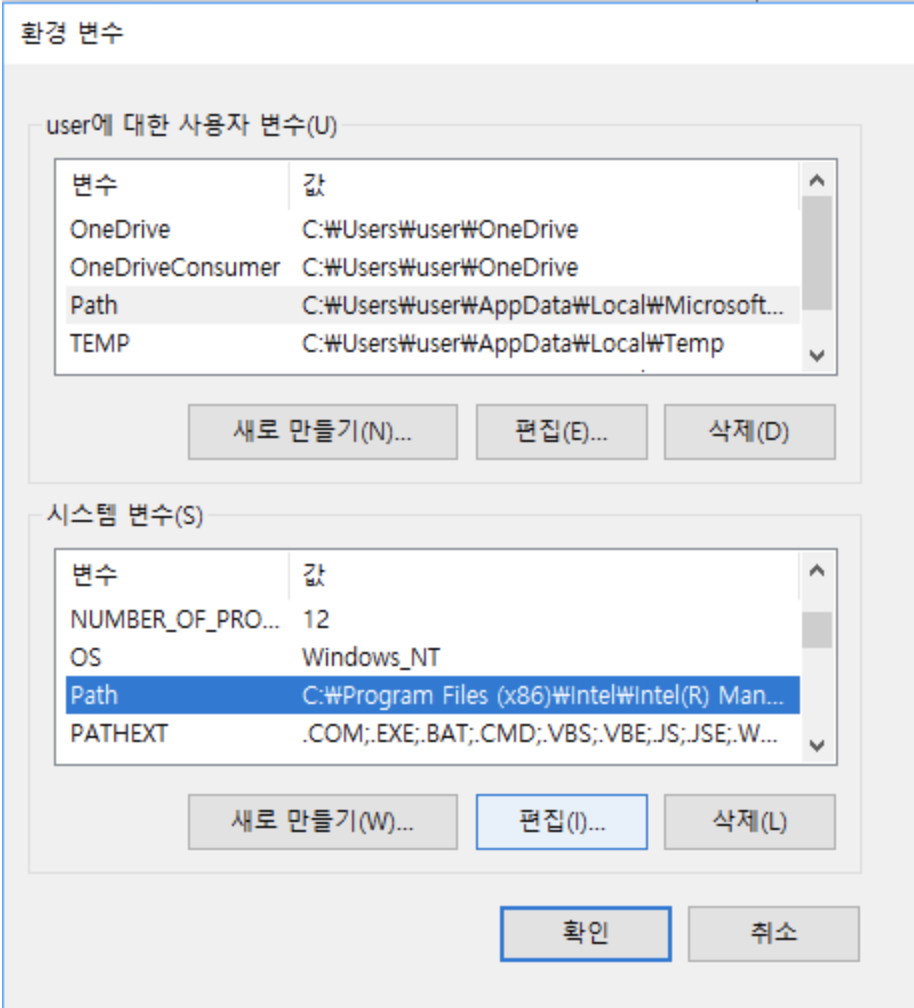 환경 변수
user에 대한 사용자 변수(U)
변수 값
OneDrive C:₩Users₩user₩OneDrive
OneDriveConsumer C:₩Users₩user₩OneDrive
Path C:₩Users₩user₩AppData₩Local₩Microsoft...
TEMP C:₩Users₩user₩AppData₩Local₩Temp
새로 만들기(N)... 편집(E)... 삭제(D)
시스템 변수(S)
변수 값
NUMBER_OF_PRO... 12
OS Windows_NT
Path C:₩Program Files (x86)₩Intel₩Intel(R) Man...
PATHEXT .COM;.EXE;.BAT;.CMD;.VBS;.VBE;.JS;.JSE;.W...
새로 만들기(W)... 편집(I)... 삭제(L)
확인 취소